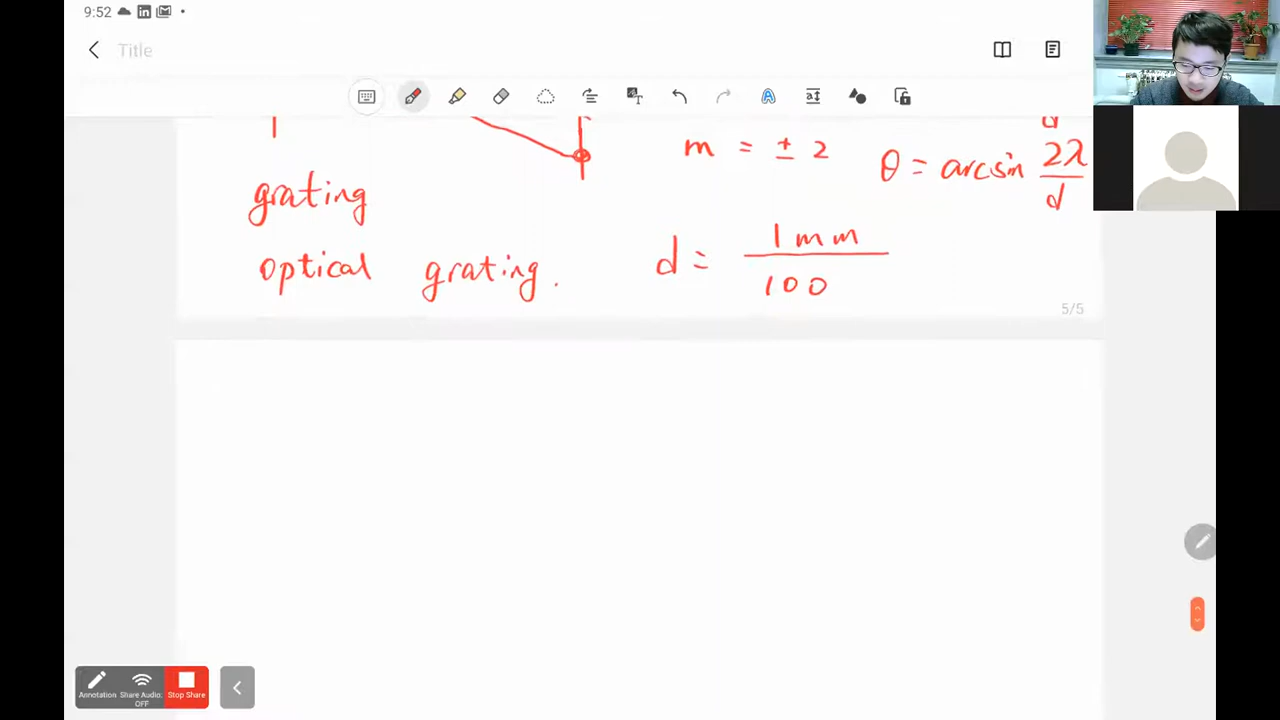 9:52
Title
m = ± 2
θ = arcsin 2λ/d
grating
d = 1mm/100
optical grating.
5/5
Annotation
Share Audio: OFF
Stop Share